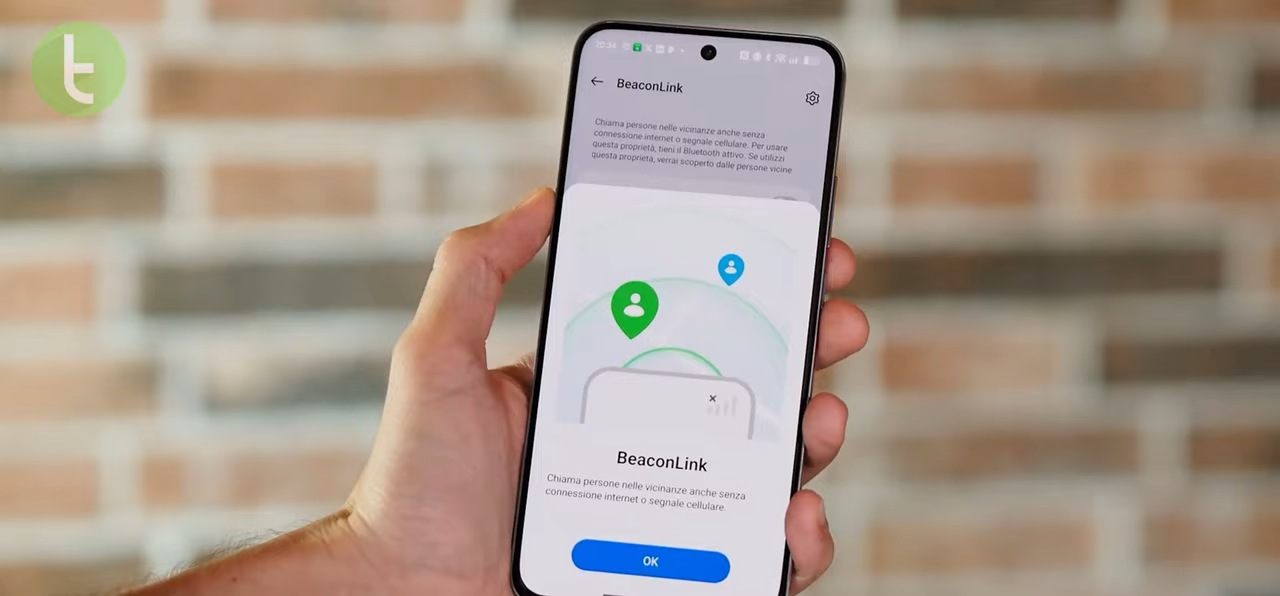 t
20:34
BeaconLink
Chiama persone nelle vicinanze anche senza
connessione internet o segnale cellulare. Per usare
questa proprietà, tieni il Bluetooth attivo. Se utilizzi
questa proprietà, verrai scoperto dalle persone vicine
BeaconLink
Chiama persone nelle vicinanze anche senza
connessione internet o segnale cellulare.
OK